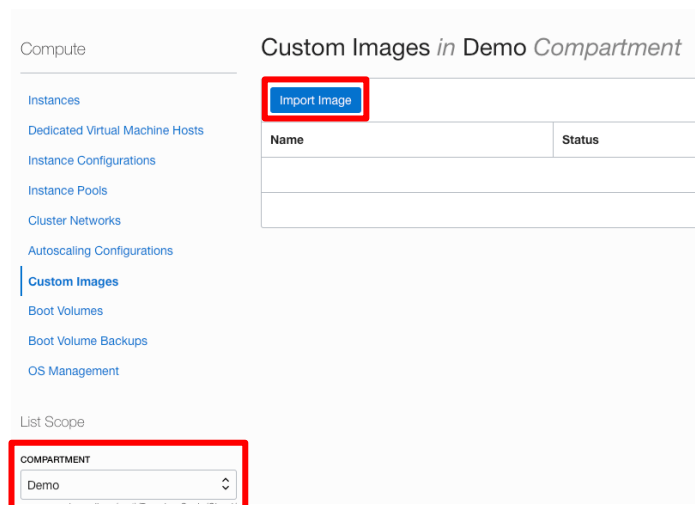 Compute
Custom Images in Demo Compartment
Instances
Dedicated Virtual Machine Hosts
Instance Configurations
Instance Pools
Cluster Networks
Autoscaling Configurations
Custom Images
Boot Volumes
Boot Volume Backups
OS Management
Import Image
Name Status
List Scope
COMPARTMENT
Demo